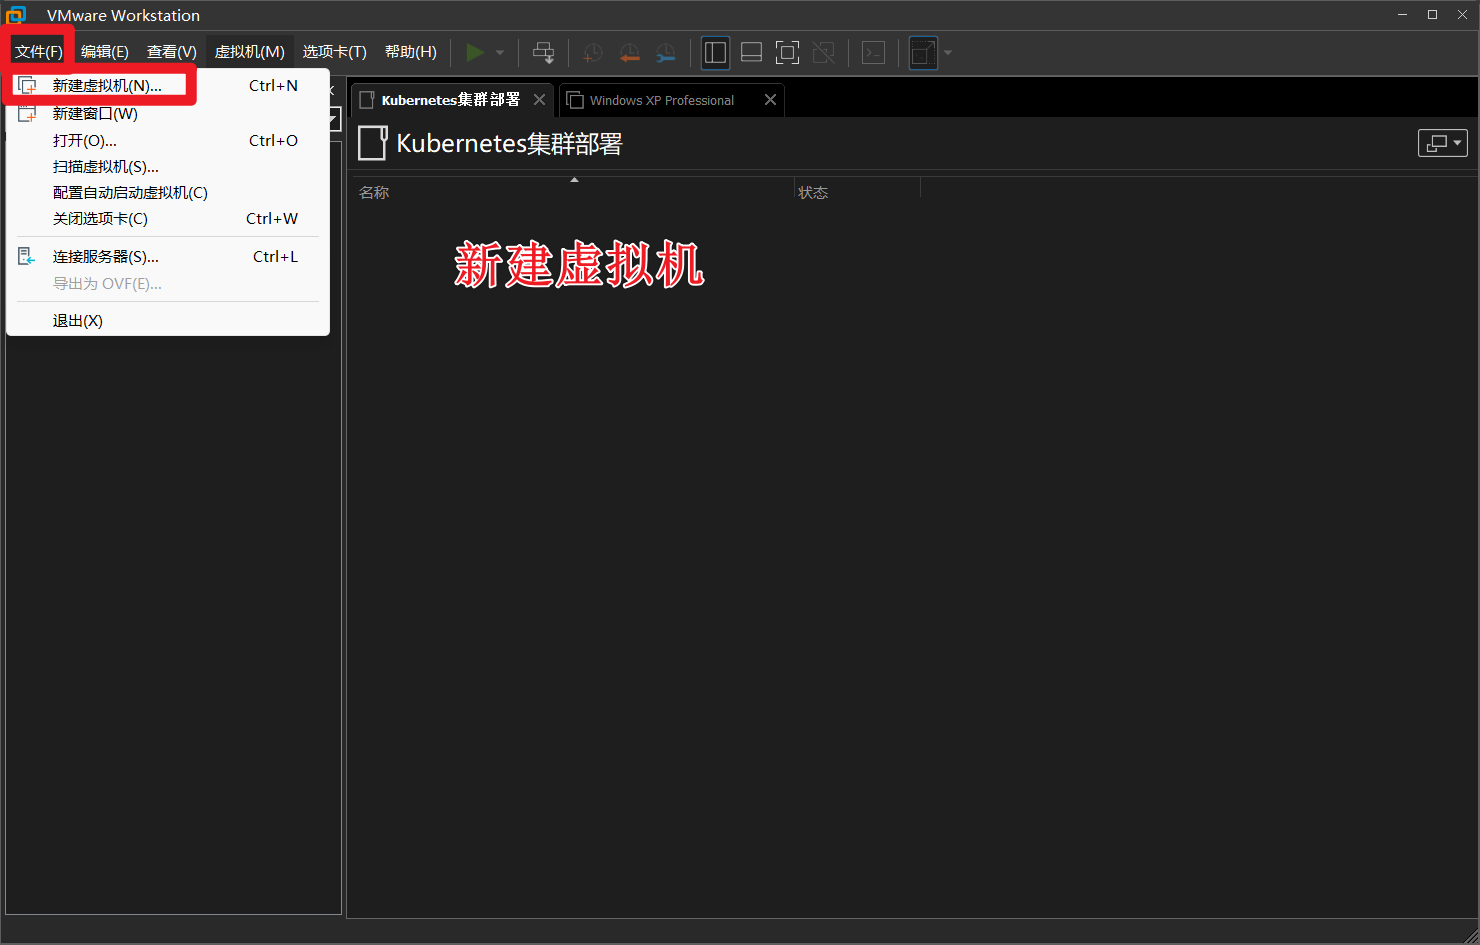 VMware Workstation
文件(F) 编辑(E) 查看(V) 虚拟机(M) 选项卡(T) 帮助(H)
新建虚拟机(N)... Ctrl+N
新建窗口(W)
打开(O)... Ctrl+O
扫描虚拟机(S)...
配置自动启动虚拟机(C)
关闭选项卡(C) Ctrl+W
连接服务器(S)... Ctrl+L
导出为 OVF(E)...
退出(X)
Kubernetes集群部署 Windows XP Professional
Kubernetes集群部署
名称 状态
新建虚拟机